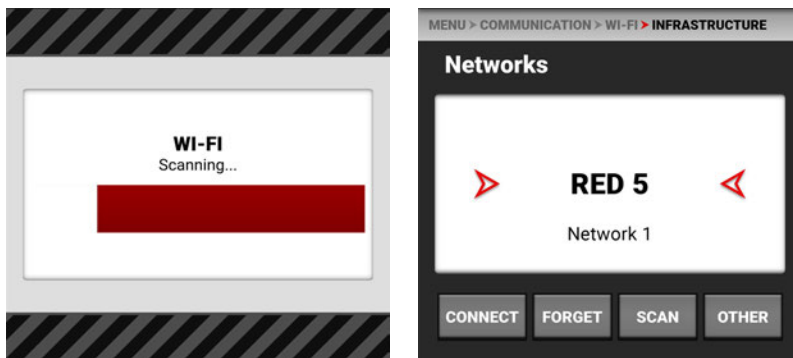 WI-FI
Scanning...
MENU > COMMUNICATION > WI-FI > INFRASTRUCTURE
Networks
RED 5
Network 1
CONNECT FORGET SCAN OTHER